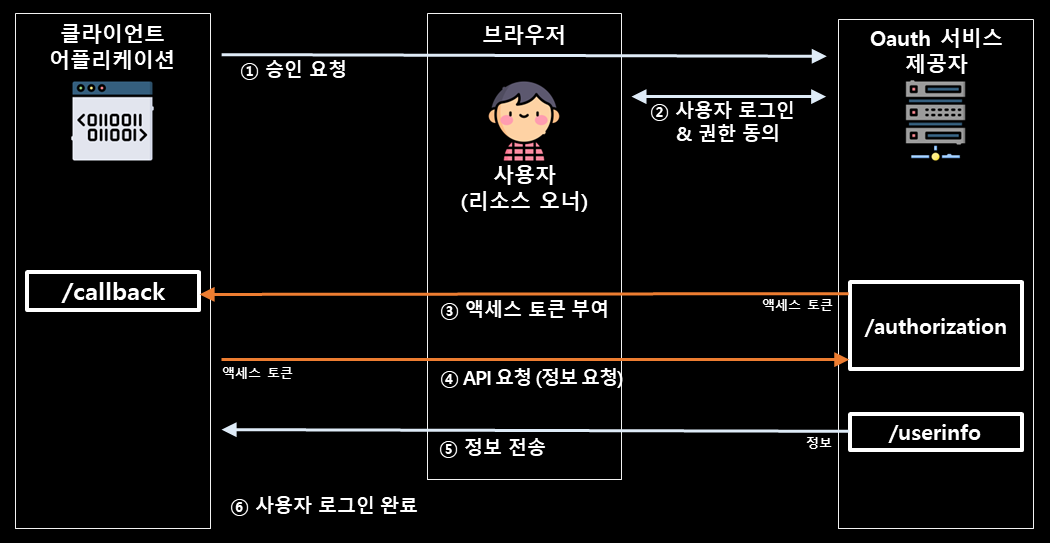 클라이언트
어플리케이션
브라우저
Oauth 서비스
제공자
① 승인 요청
<0110011
011001>
② 사용자 로그인
& 권한 동의
사용자
(리소스 오너)
/callback
③ 액세스 토큰 부여
액세스 토큰
/authorization
액세스 토큰
④ API 요청 (정보 요청)
/userinfo
⑤ 정보 전송
정보
⑥ 사용자 로그인 완료